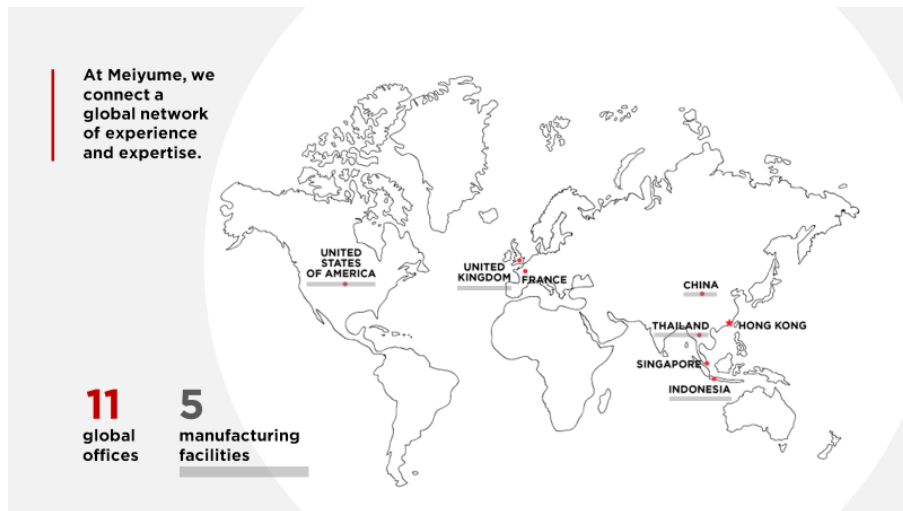 At Meiyume, we
connect a
global network
of experience
and expertise.
UNITED
STATES
OF AMERICA
UNITED
KINGDOM
FRANCE
CHINA
THAILAND
HONG KONG
SINGAPORE
INDONESIA
11
global
offices
5
manufacturing
facilities